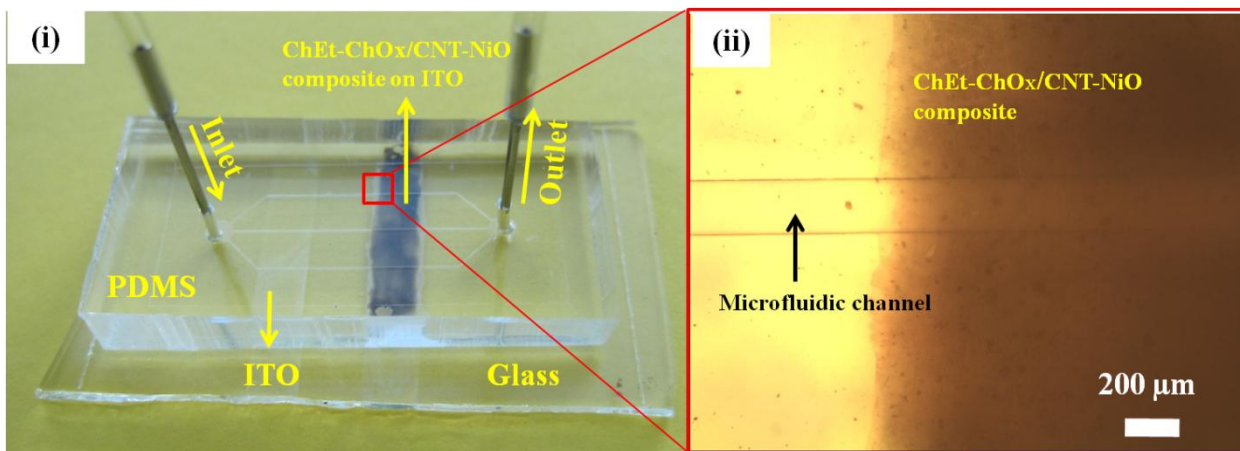 (i)
ChEt-ChOx/CNT-NiO
composite on ITO
Inlet
Outlet
PDMS
ITO
Glass
(ii)
ChEt-ChOx/CNT-NiO
composite
Microfluidic channel
200 μm